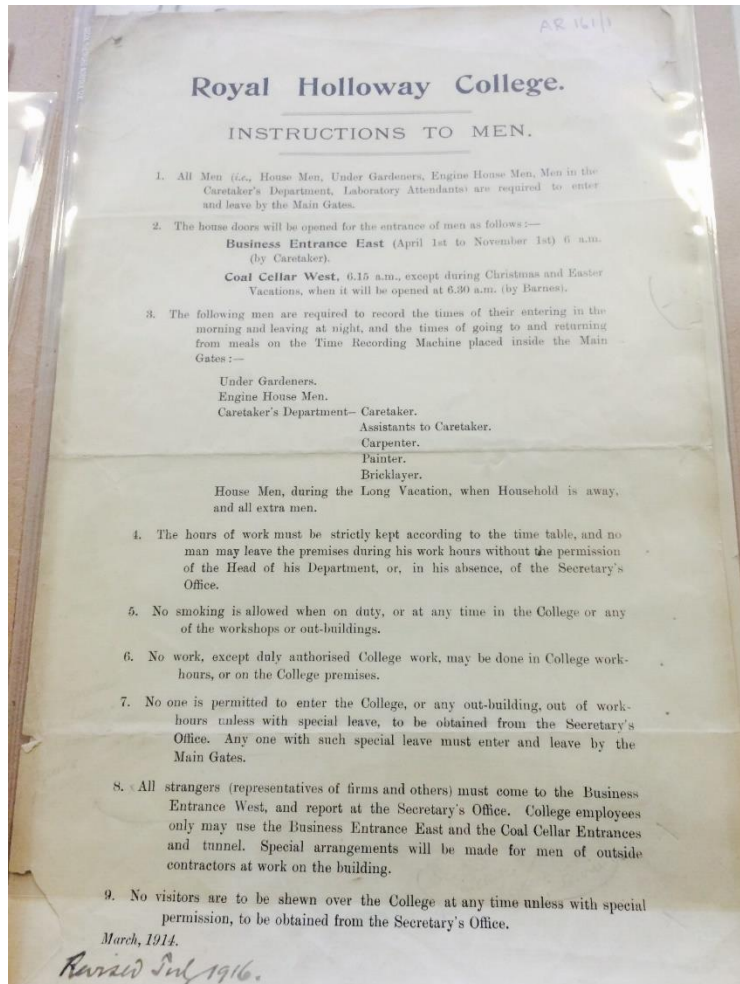 AR 161/1
Royal Holloway College.
INSTRUCTIONS TO MEN.
1. All Men (i.e., House Men, Under Gardeners, Engine House Men, Men in the
Caretaker's Department, Laboratory Attendants) are required to enter
and leave by the Main Gates.
2. The house doors will be opened for the entrance of men as follows:—
Business Entrance East (April 1st to November 1st) 6 a.m.
(by Caretaker).
Coal Cellar West, 6.15 a.m., except during Christmas and Easter
Vacations, when it will be opened at 6.30 a.m. (by Barnes).
3. The following men are required to record the times of their entering in the
morning and leaving at night, and the times of going to and returning
from meals on the Time Recording Machine placed inside the Main
Gates:—
Under Gardeners.
Engine House Men.
Caretaker's Department— Caretaker.
Assistants to Caretaker.
Carpenter.
Painter.
Bricklayer.
House Men, during the Long Vacation, when Household is away,
and all extra men.
4. The hours of work must be strictly kept according to the time table, and no
man may leave the premises during his work hours without the permission
of the Head of his Department, or, in his absence, of the Secretary's
Office.
5. No smoking is allowed when on duty, or at any time in the College or any
of the workshops or out-buildings.
6. No work, except duly authorised College work, may be done in College work-
hours, or on the College premises.
7. No one is permitted to enter the College, or any out-building, out of work-
hours unless with special leave, to be obtained from the Secretary's
Office. Any one with such special leave must enter and leave by the
Main Gates.
8. All strangers (representatives of firms and others) must come to the Business
Entrance West, and report at the Secretary's Office. College employees
only may use the Business Entrance East and the Coal Cellar Entrances
and tunnel. Special arrangements will be made for men of outside
contractors at work on the building.
9. No visitors are to be shewn over the College at any time unless with special
permission, to be obtained from the Secretary's Office.
March, 1914.
Revised July 1916.